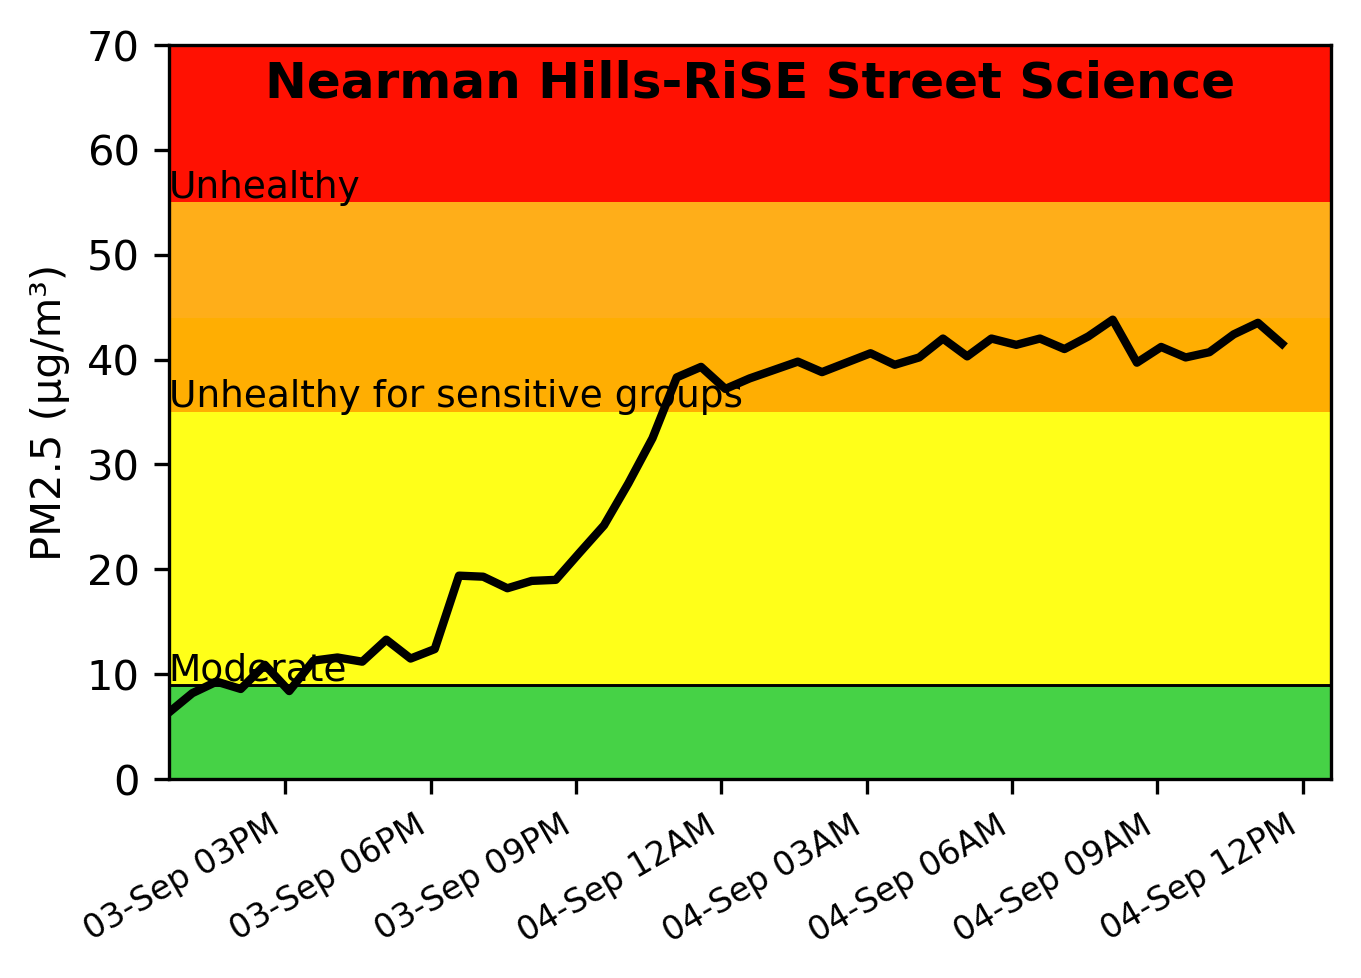 Nearman Hills-RiSE Street Science
70
60
50
40
30
20
10
0
PM2.5 (μg/m³)
Unhealthy
Unhealthy for sensitive groups
Moderate
03-Sep 03PM
03-Sep 06PM
03-Sep 09PM
04-Sep 12AM
04-Sep 03AM
04-Sep 06AM
04-Sep 09AM
04-Sep 12PM